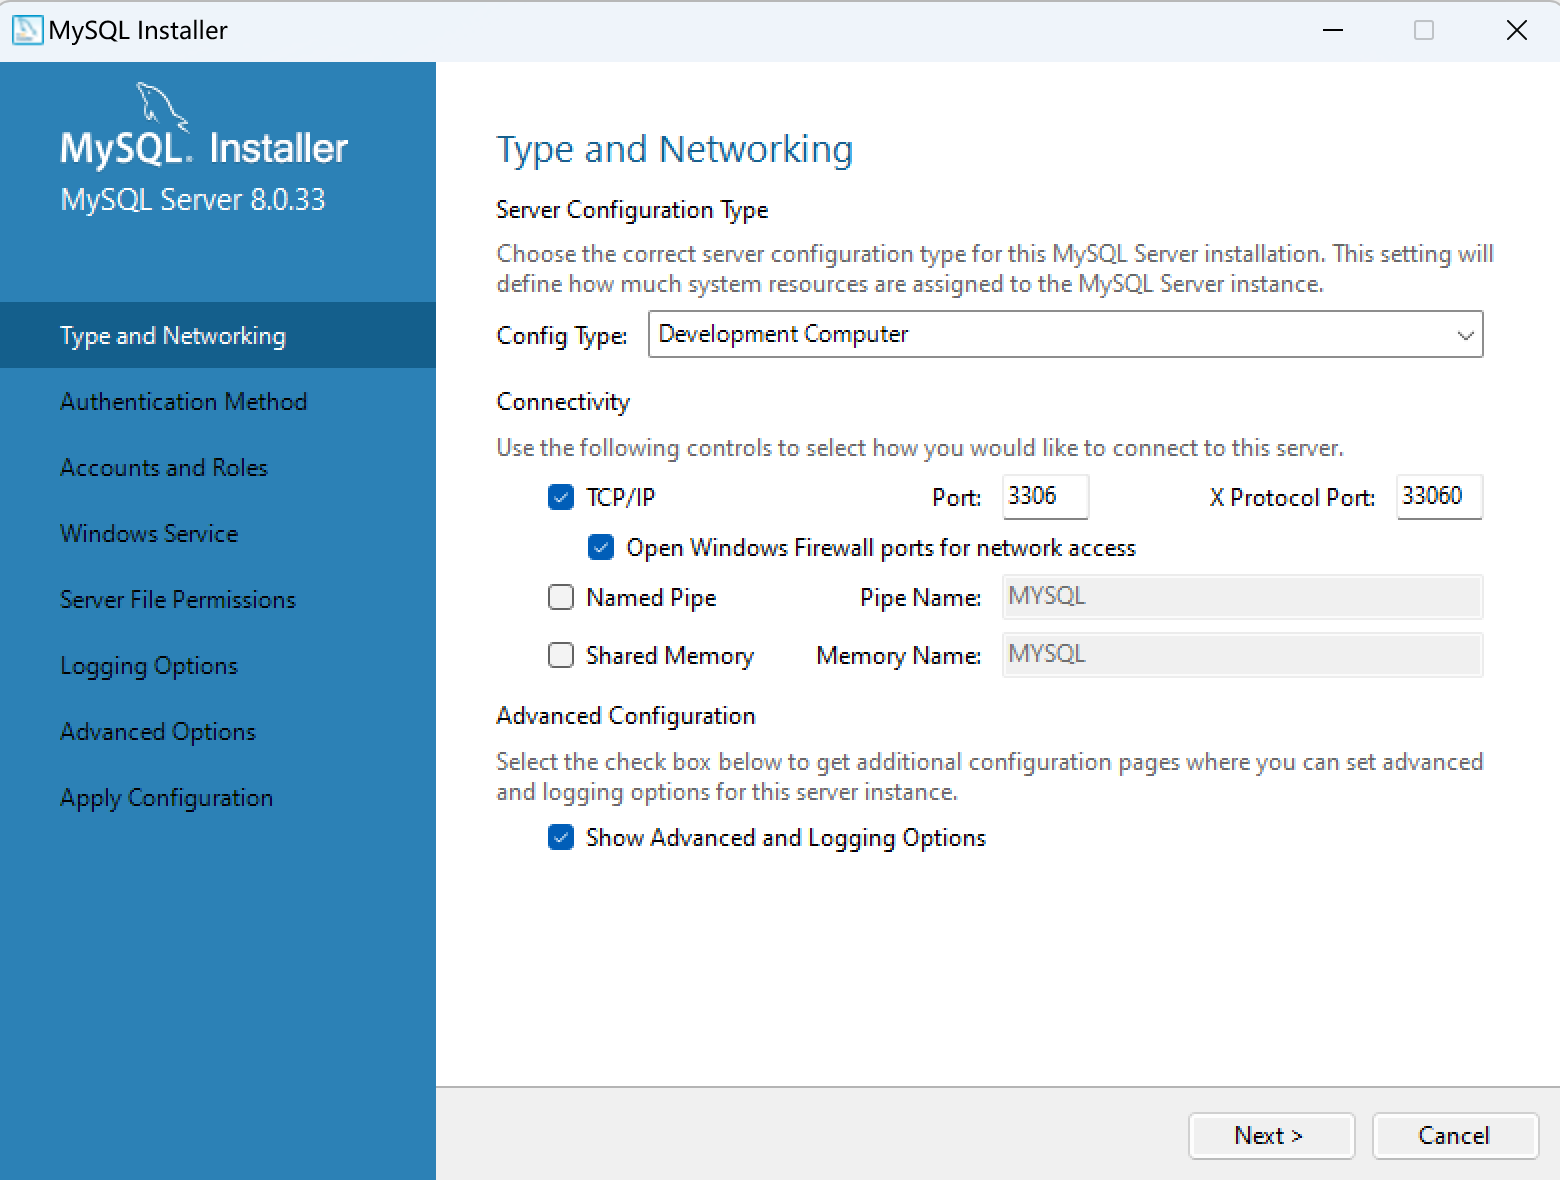 MySQL Installer
MySQL. Installer
MySQL Server 8.0.33
Type and Networking
Authentication Method
Accounts and Roles
Windows Service
Server File Permissions
Logging Options
Advanced Options
Apply Configuration
Type and Networking
Server Configuration Type
Choose the correct server configuration type for this MySQL Server installation. This setting will
define how much system resources are assigned to the MySQL Server instance.
Config Type: Development Computer
Connectivity
Use the following controls to select how you would like to connect to this server.
TCP/IP Port: 3306 X Protocol Port: 33060
Open Windows Firewall ports for network access
Named Pipe Pipe Name: MYSQL
Shared Memory Memory Name: MYSQL
Advanced Configuration
Select the check box below to get additional configuration pages where you can set advanced
and logging options for this server instance.
Show Advanced and Logging Options
Next > Cancel